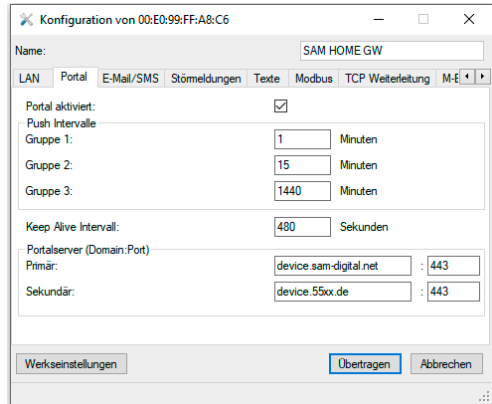 Konfiguration von 00:E0:99:FF:A8:C6
Name: SAM HOME GW
LAN Portal E-Mail/SMS Störmeldungen Texte Modbus TCP Weiterleitung M-E
Portal aktiviert:
Push Intervalle
Gruppe 1: 1 Minuten
Gruppe 2: 15 Minuten
Gruppe 3: 1440 Minuten
Keep Alive Intervall: 480 Sekunden
Portalserver (Domain:Port)
Primär: device.sam-digital.net : 443
Sekundär: device.55xx.de : 443
Werkseinstellungen Übertragen Abbrechen